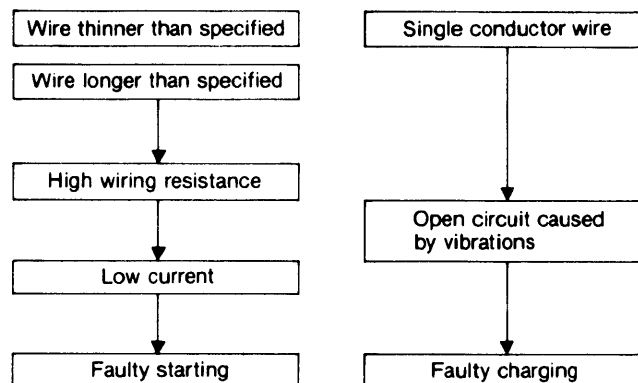 Wire thinner than specified
Wire longer than specified
High wiring resistance
Low current
Faulty starting
Single conductor wire
Open circuit caused
by vibrations
Faulty charging